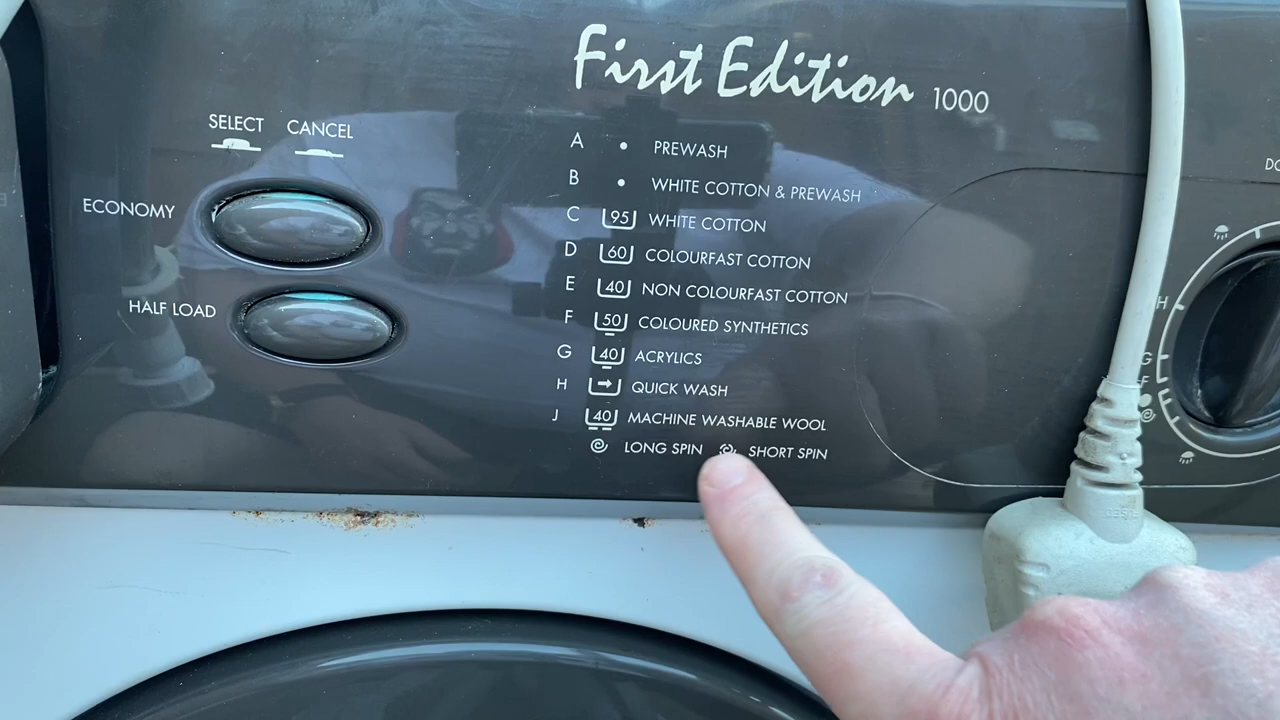 First Edition 1000
SELECT CANCEL
ECONOMY
HALF LOAD
A • PREWASH
B • WHITE COTTON & PREWASH
C 95 WHITE COTTON
D 60 COLOURFAST COTTON
E 40 NON COLOURFAST COTTON
F 50 COLOURED SYNTHETICS
G 40 ACRYLICS
H QUICK WASH
J 40 MACHINE WASHABLE WOOL
LONG SPIN SHORT SPIN
H
G
F